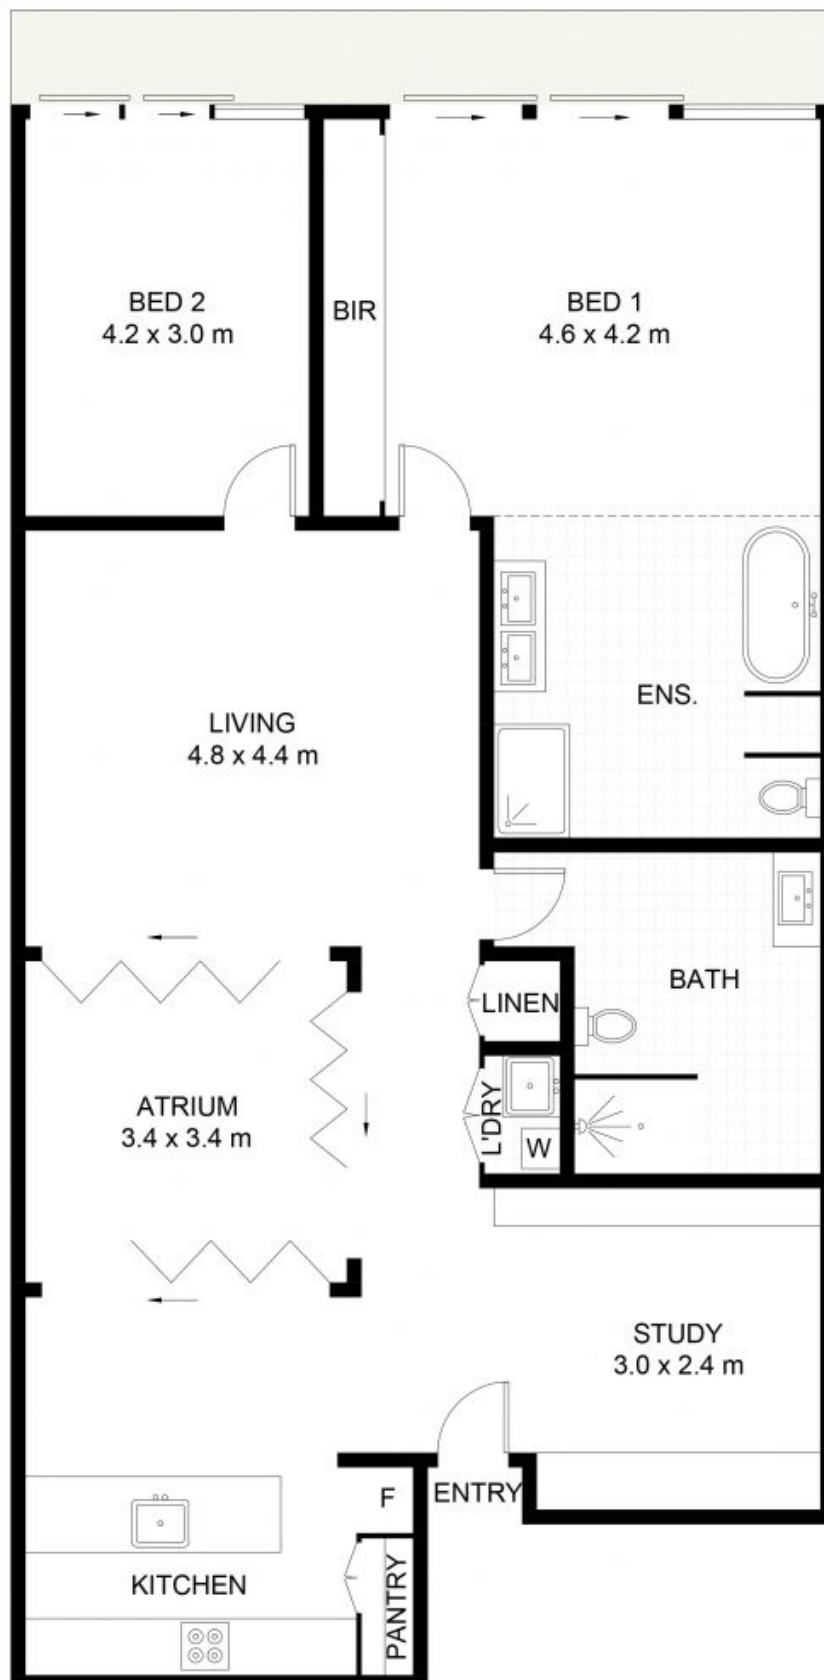 BED 2
4.2 x 3.0 m
BIR
BED 1
4.6 x 4.2 m
LIVING
4.8 x 4.4 m
ENS.
BATH
LINEN
ATRIUM
3.4 x 3.4 m
L'DRY
W
STUDY
3.0 x 2.4 m
F
ENTRY
KITCHEN
PANTRY